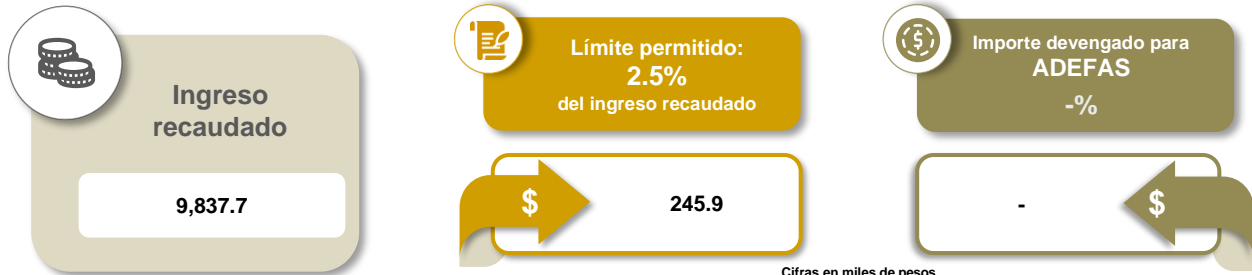 Ingreso
recaudado
9,837.7
Límite permitido:
2.5%
del ingreso recaudado
$
245.9
Importe devengado para
ADEFAS
-%
-
$
Cifras en miles de pesos